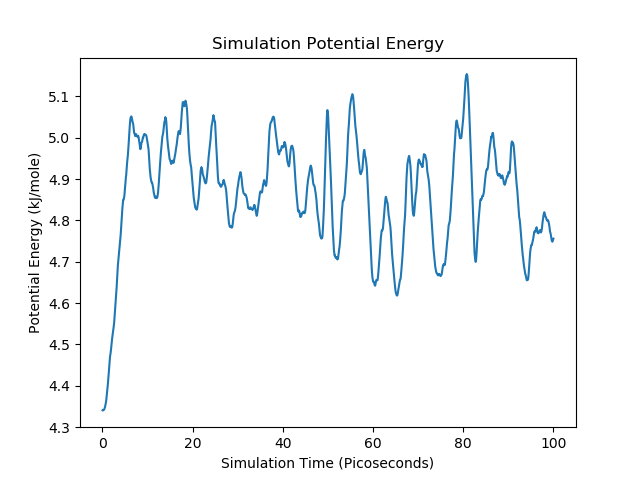 Simulation Potential Energy
Potential Energy (kJ/mole)
5.1
5.0
4.9
4.8
4.7
4.6
4.5
4.4
4.3
0 20 40 60 80 100
Simulation Time (Picoseconds)